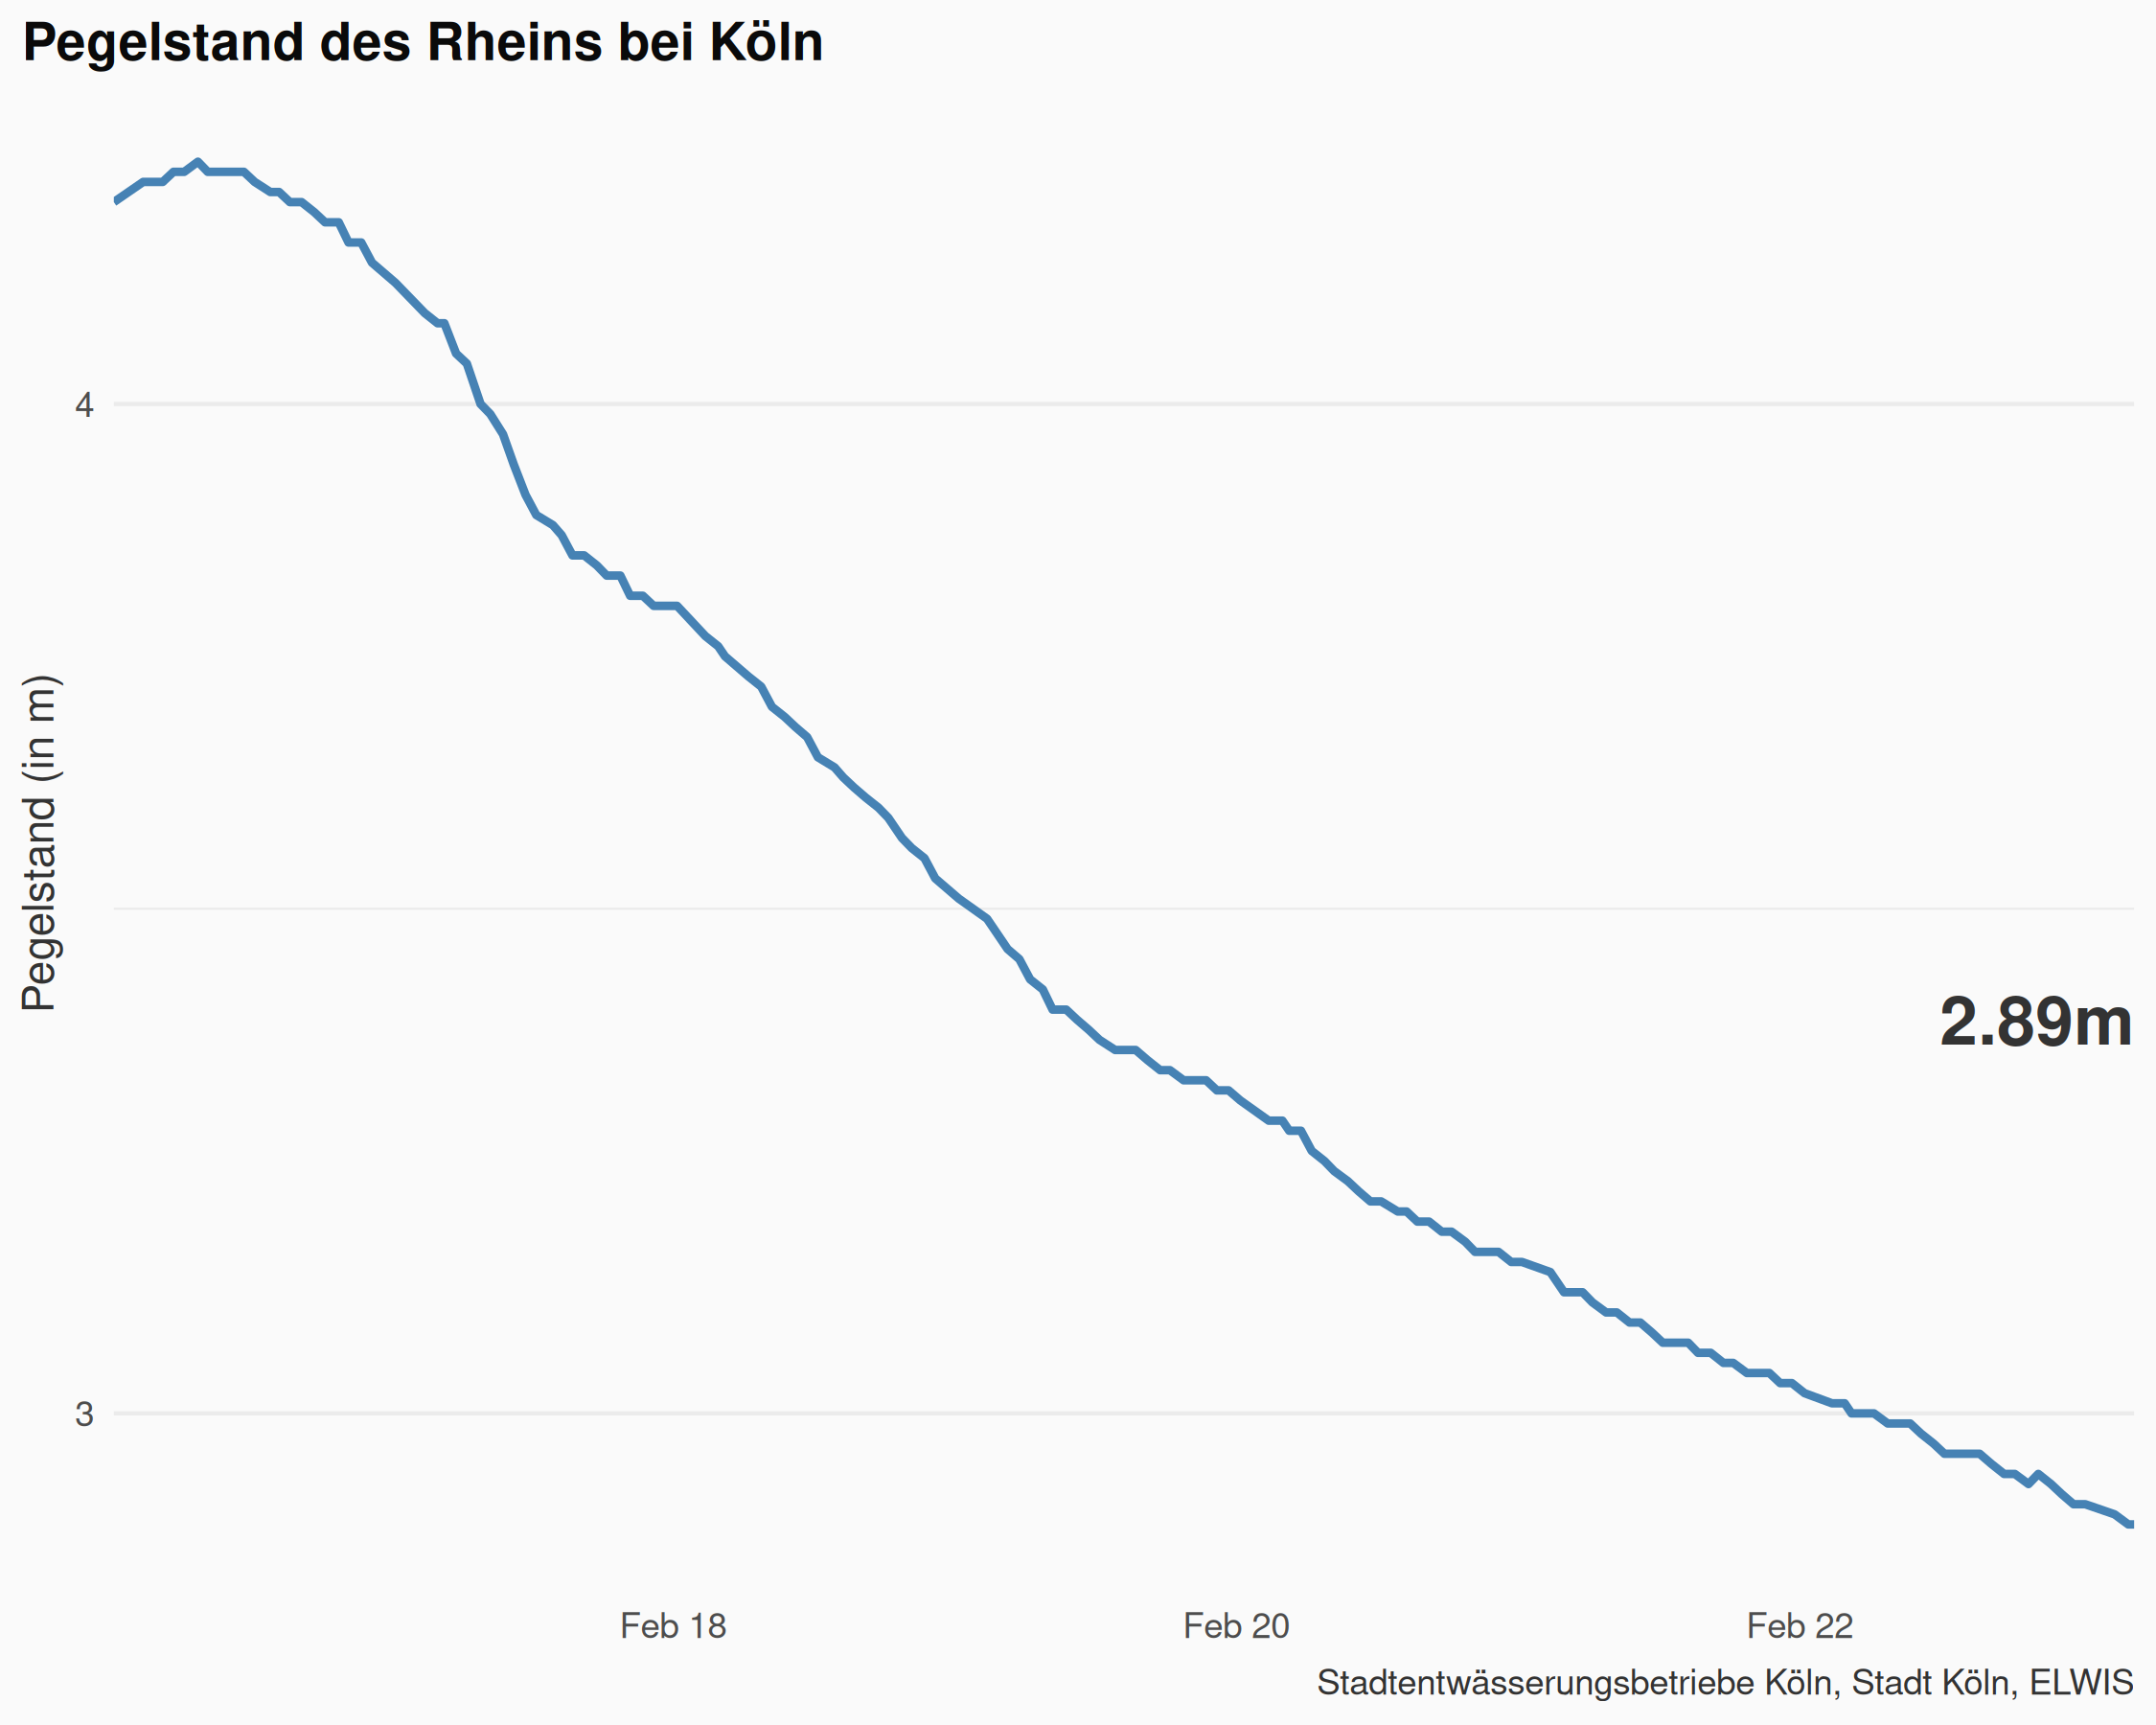 Pegelstand des Rheins bei Köln
Pegelstand (in m)
4
3
2.89m
Feb 18
Feb 20
Feb 22
Stadtentwässerungsbetriebe Köln, Stadt Köln, ELWIS